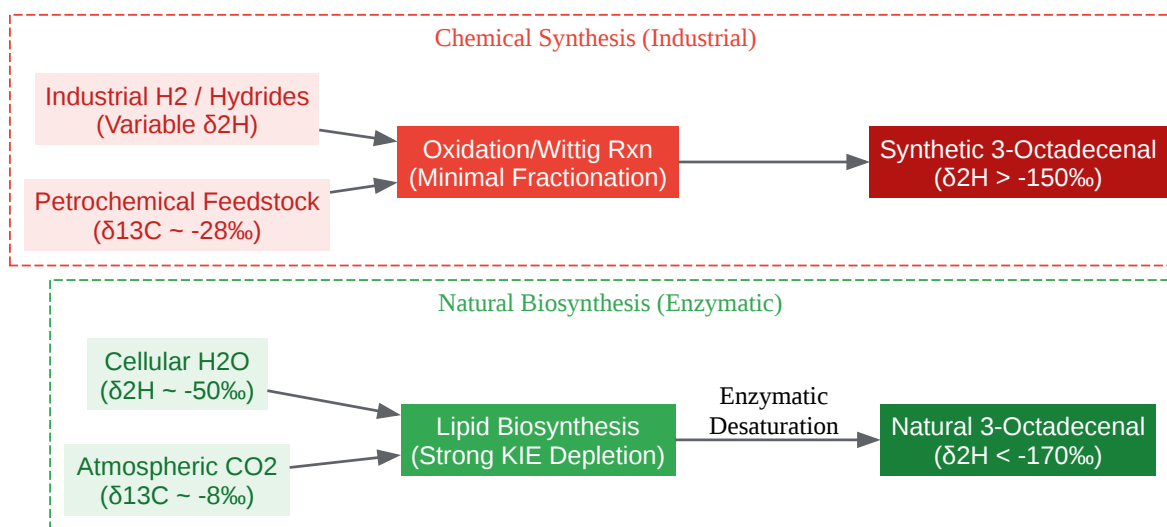 Chemical Synthesis (Industrial)
Industrial H2 / Hydrides
(Variable δ2H)
Petrochemical Feedstock
(δ13C ~ -28‰)
Oxidation/Wittig Rxn
(Minimal Fractionation)
Synthetic 3-Octadecenal
(δ2H > -150‰)
Natural Biosynthesis (Enzymatic)
Cellular H2O
(δ2H ~ -50‰)
Atmospheric CO2
(δ13C ~ -8‰)
Lipid Biosynthesis
(Strong KIE Depletion)
Enzymatic
Desaturation
Natural 3-Octadecenal
(δ2H < -170‰)